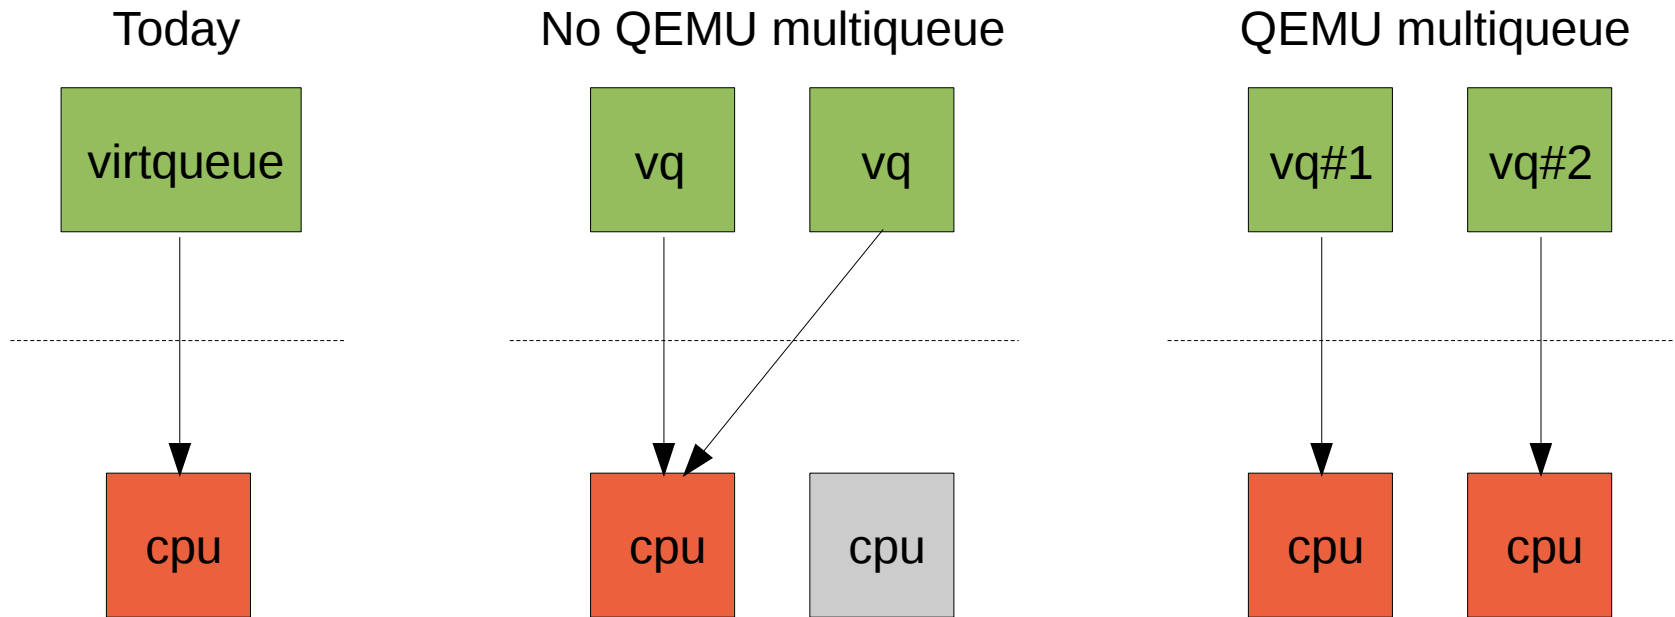 Today
No QEMU multiqueue
QEMU multiqueue
virtqueue
vq
vq
vq#1
vq#2
cpu
cpu
cpu
cpu
cpu